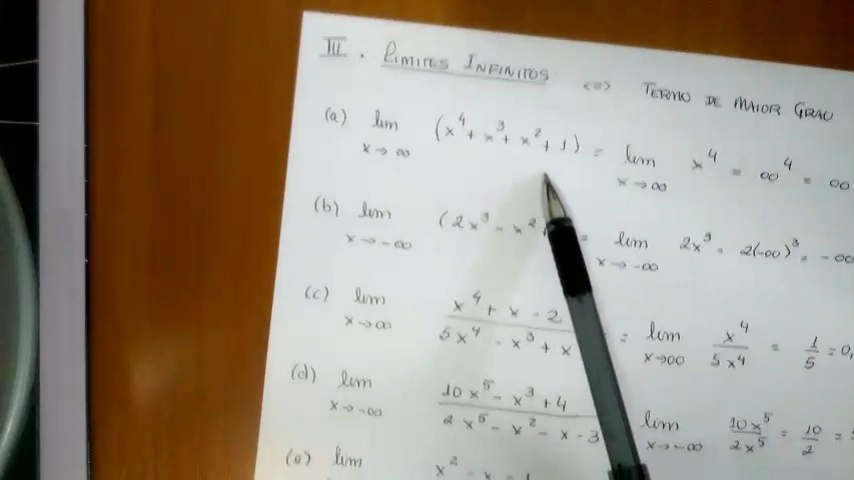 III. LIMITES INFINITOS (=) TERMO DE MAIOR GRAU
(a) lim x→∞ (x⁴ + x³ + x² + 1) = lim x→∞ x⁴ = ∞⁴ = ∞
(b) lim x→-∞ (2x³ - x² = lim x→-∞ 2x³ = 2(-∞)³ = -∞
(c) lim x→∞ x⁴ + x - 2 / 5x⁴ - x³ + x = lim x→∞ x⁴ / 5x⁴ = 1/5 = 0,
(d) lim x→-∞ 10x⁵ - x³ + 4 / 2x⁵ - x² - x - 3 lim x→-∞ 10x⁵ / 2x⁵ = 10/2 =
(e) lim x² - x